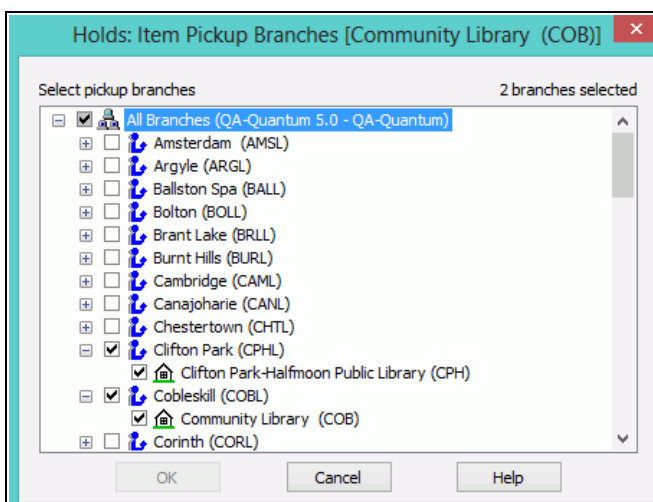 Holds: Item Pickup Branches [Community Library  (COB)]
Select pickup branches 2 branches selected
All Branches (QA-Quantum 5.0 - QA-Quantum)
Amsterdam  (AMSL)
Argyle (ARGL)
Ballston Spa (BALL)
Bolton (BOLL)
Brant Lake (BRLL)
Burnt Hills (BURL)
Cambridge (CAML)
Canajoharie (CANL)
Chestertown (CHTL)
Clifton Park (CPHL)
Clifton Park-Halfmoon Public Library (CPH)
Cobleskill (COBL)
Community Library  (COB)
Corinth (CORL)
OK Cancel Help